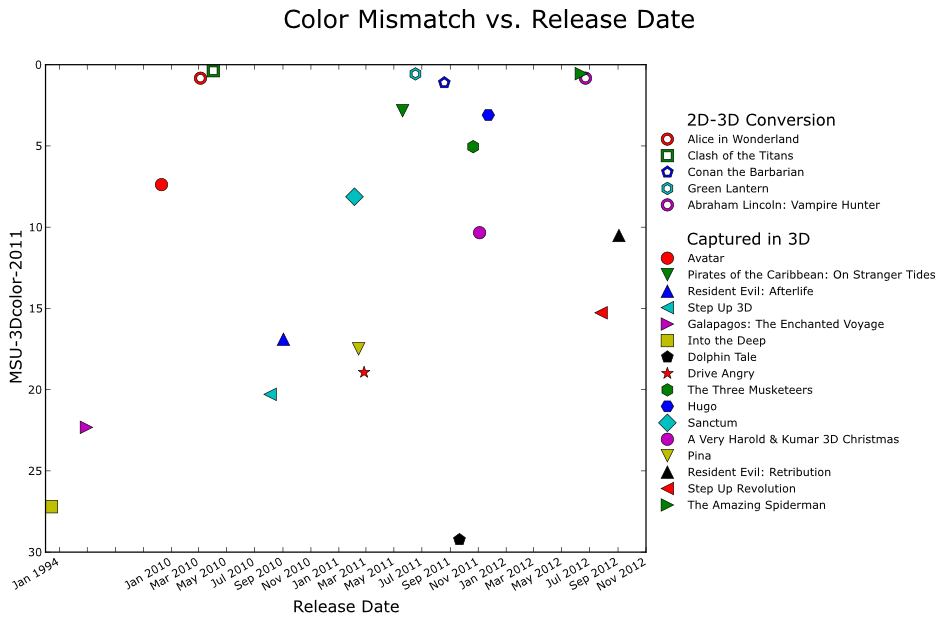 Color Mismatch vs. Release Date
MSU-3Dcolor-2011
0
5
10
15
20
25
30
Jan 1994
Jan 2010
Mar 2010
May 2010
Jul 2010
Sep 2010
Nov 2010
Jan 2011
Mar 2011
May 2011
Jul 2011
Sep 2011
Nov 2011
Jan 2012
Mar 2012
May 2012
Jul 2012
Sep 2012
Nov 2012
Release Date
2D-3D Conversion
Alice in Wonderland
Clash of the Titans
Conan the Barbarian
Green Lantern
Abraham Lincoln: Vampire Hunter
Captured in 3D
Avatar
Pirates of the Caribbean: On Stranger Tides
Resident Evil: Afterlife
Step Up 3D
Galapagos: The Enchanted Voyage
Into the Deep
Dolphin Tale
Drive Angry
The Three Musketeers
Hugo
Sanctum
A Very Harold & Kumar 3D Christmas
Pina
Resident Evil: Retribution
Step Up Revolution
The Amazing Spiderman